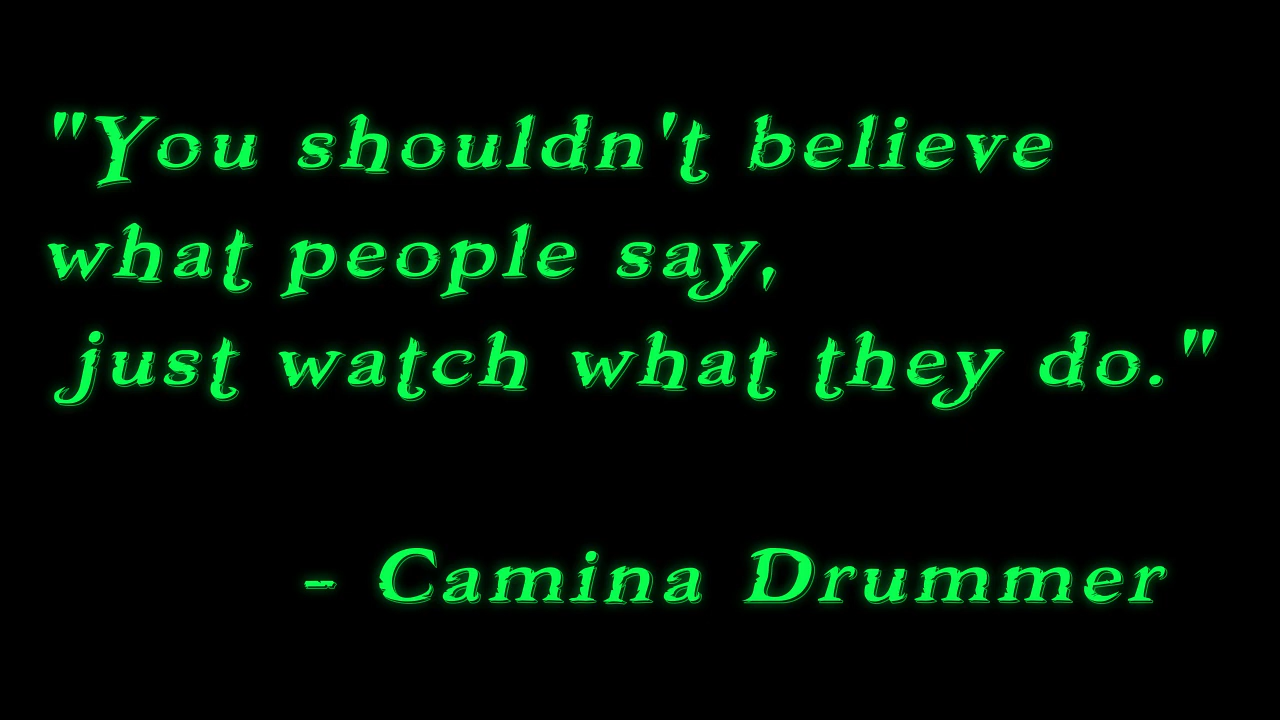 "You shouldn't believe
what people say,
just watch what they do."
- Camina Drummer